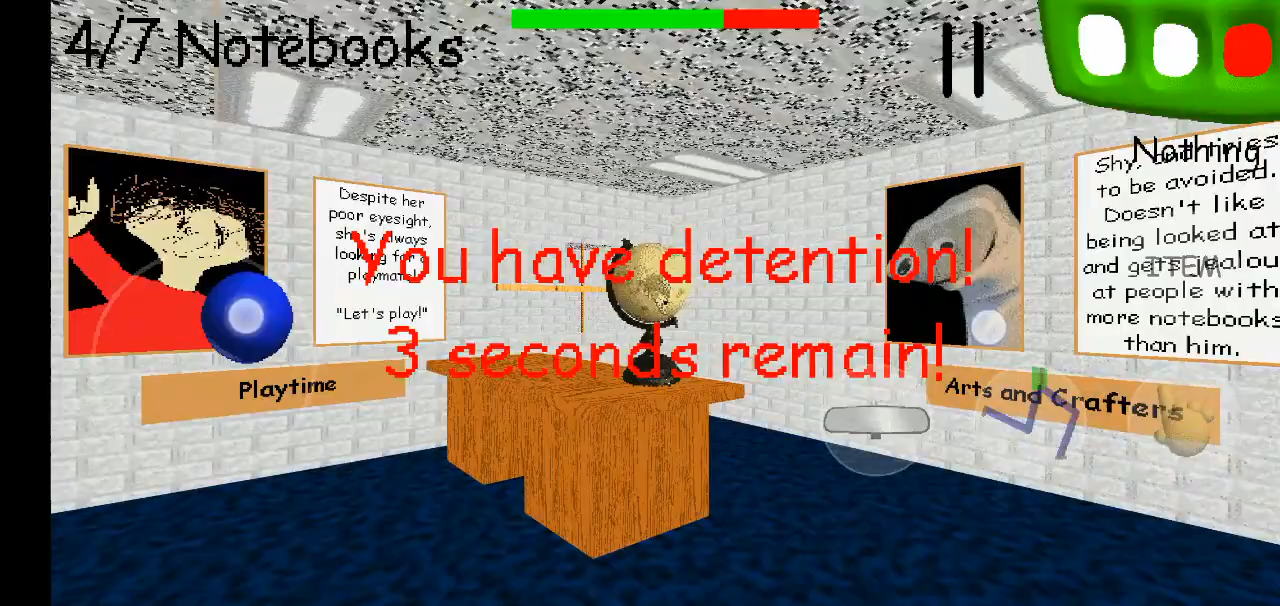 4/7 Notebooks
Nothing
Despite her
poor eyesight,
she's always
looking for a
playmate!
"Let's play!"
Playtime
You have detention!
3 seconds remain!
Shy, and tries
to be avoided.
Doesn't like
being looked at
and gets jealous
at people with
more notebooks
than him.
ITEM
Arts and Crafters